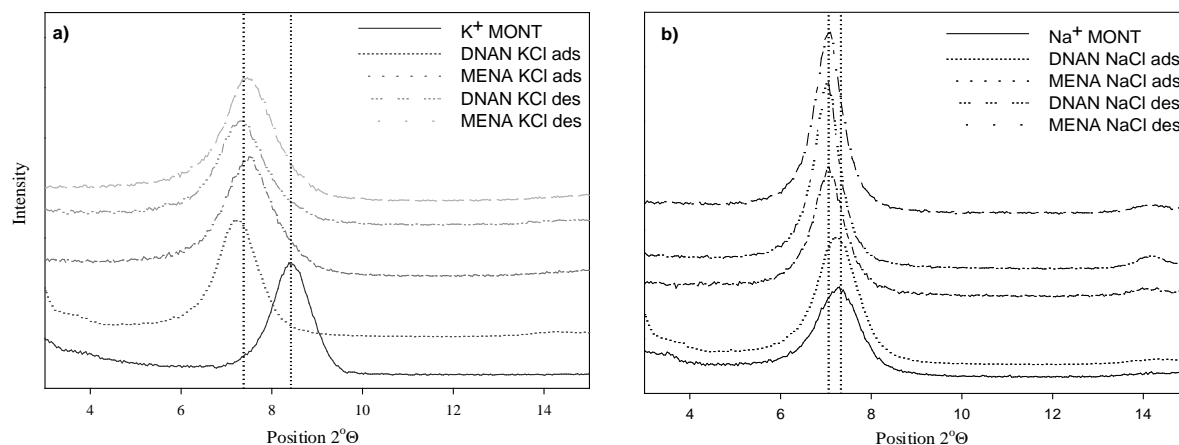 a)
K+ MONT
DNAN KCl ads
MENA KCl ads
DNAN KCl des
MENA KCl des
Intensity
4 6 8 10 12 14
Position 2°Θ
b)
Na+ MONT
DNAN NaCl ads
MENA NaCl ads
DNAN NaCl des
MENA NaCl des
4 6 8 10 12 14
Position 2°Θ